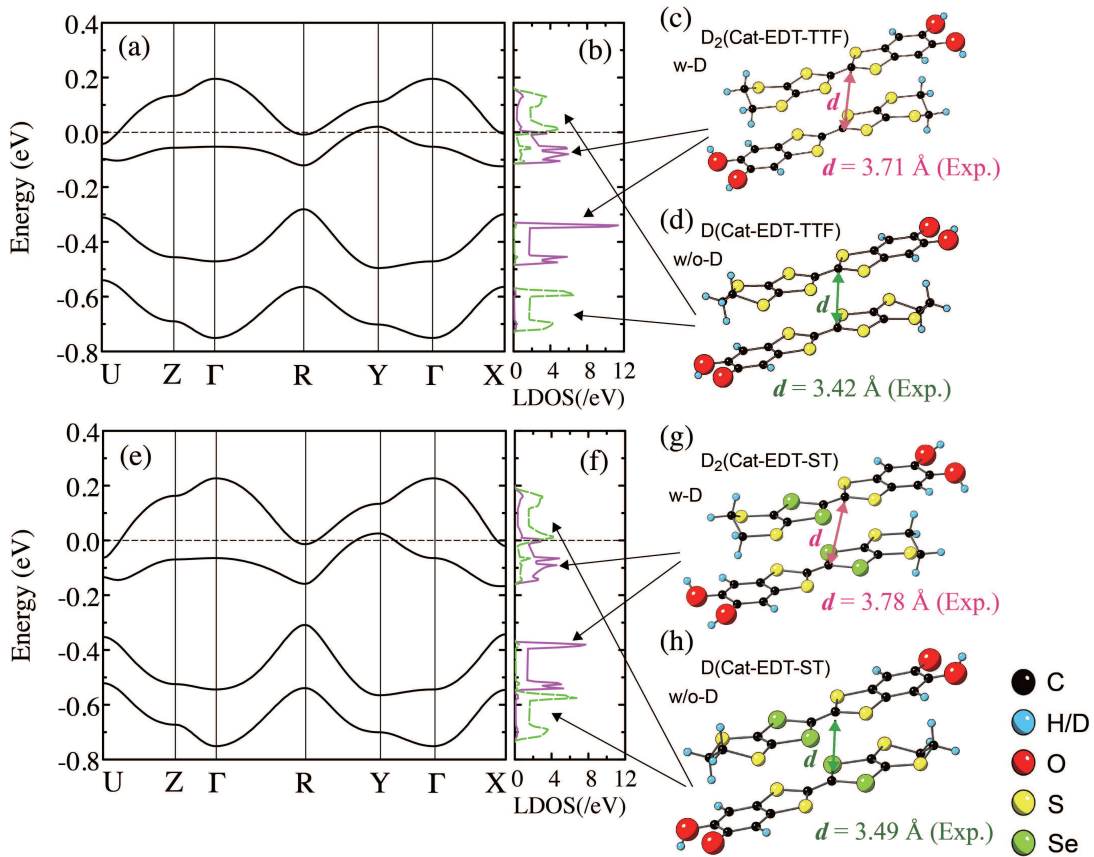 (a)
Energy (eV)
0.4
0.2
0.0
-0.2
-0.4
-0.6
-0.8
U Z Γ R Y Γ X
(b)
0 4 8 12
LDOS(/eV)
(c)
D2(Cat-EDT-TTF)
w-D
d
d = 3.71 Å (Exp.)
(d)
D(Cat-EDT-TTF)
w/o-D
d
d = 3.42 Å (Exp.)
(e)
Energy (eV)
0.4
0.2
0.0
-0.2
-0.4
-0.6
-0.8
U Z Γ R Y Γ X
(f)
0 4 8 12
LDOS(/eV)
(g)
D2(Cat-EDT-ST)
w-D
d
d = 3.78 Å (Exp.)
(h)
D(Cat-EDT-ST)
w/o-D
d
d = 3.49 Å (Exp.)
C
H/D
O
S
Se